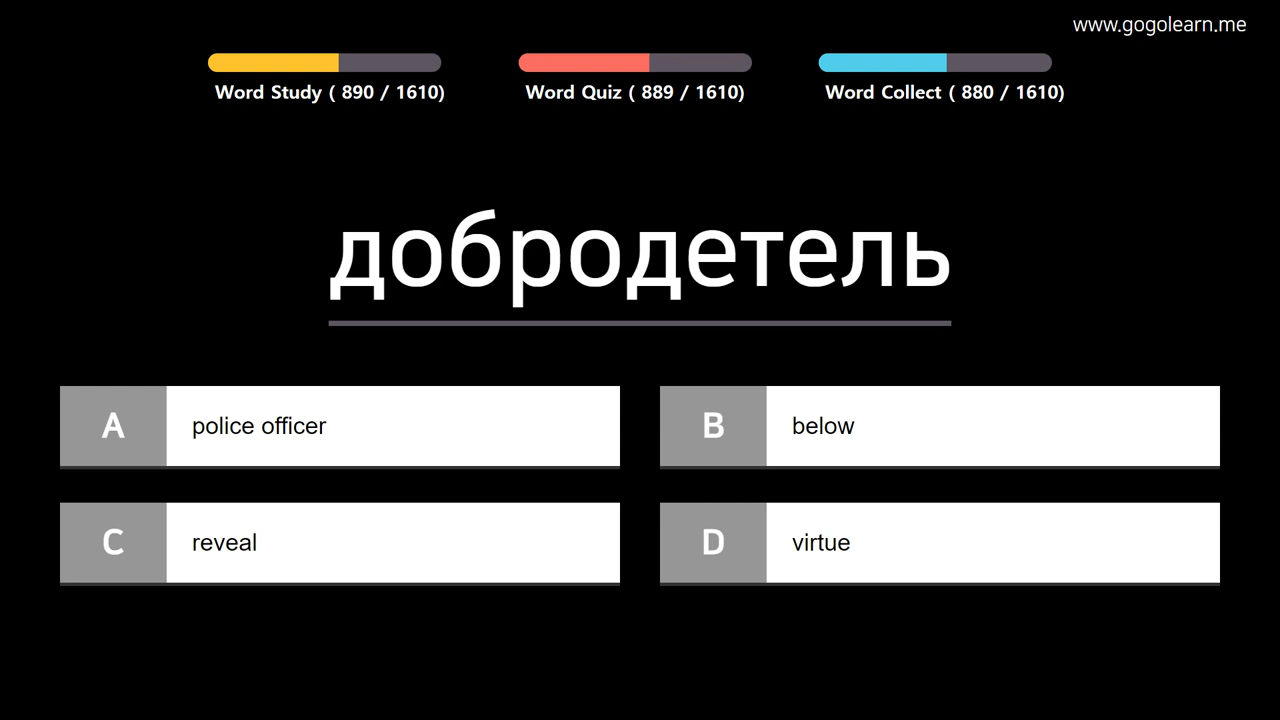 www.gogolearn.me
Word Study ( 890 / 1610)
Word Quiz ( 889 / 1610)
Word Collect ( 880 / 1610)
добродетель
A police officer
B below
C reveal
D virtue